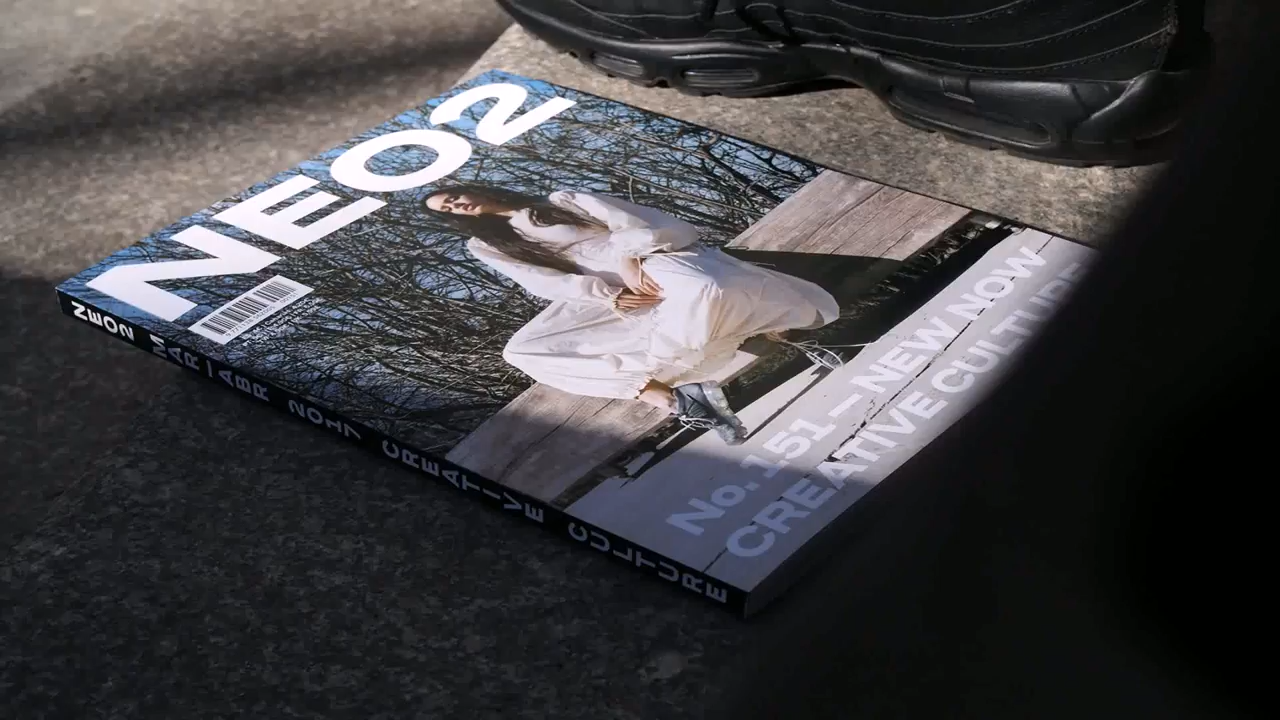 NEO2
No. 151 — NEW NOW
CREATIVE CULTURE
NEO2 MAR–ABR 2017 CREATIVE CULTURE